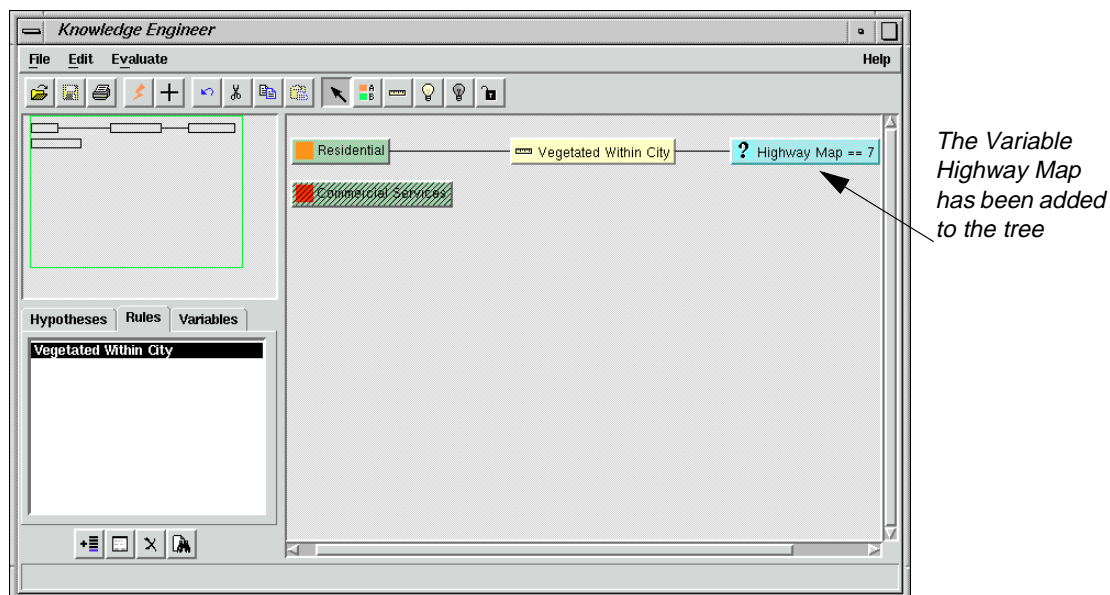 Knowledge Engineer
File Edit Evaluate Help
A
B
Residential
Vegetated Within City
? Highway Map == 7
Commercial Services
Hypotheses Rules Variables
Vegetated Within City
The Variable
Highway Map
has been added
to the tree